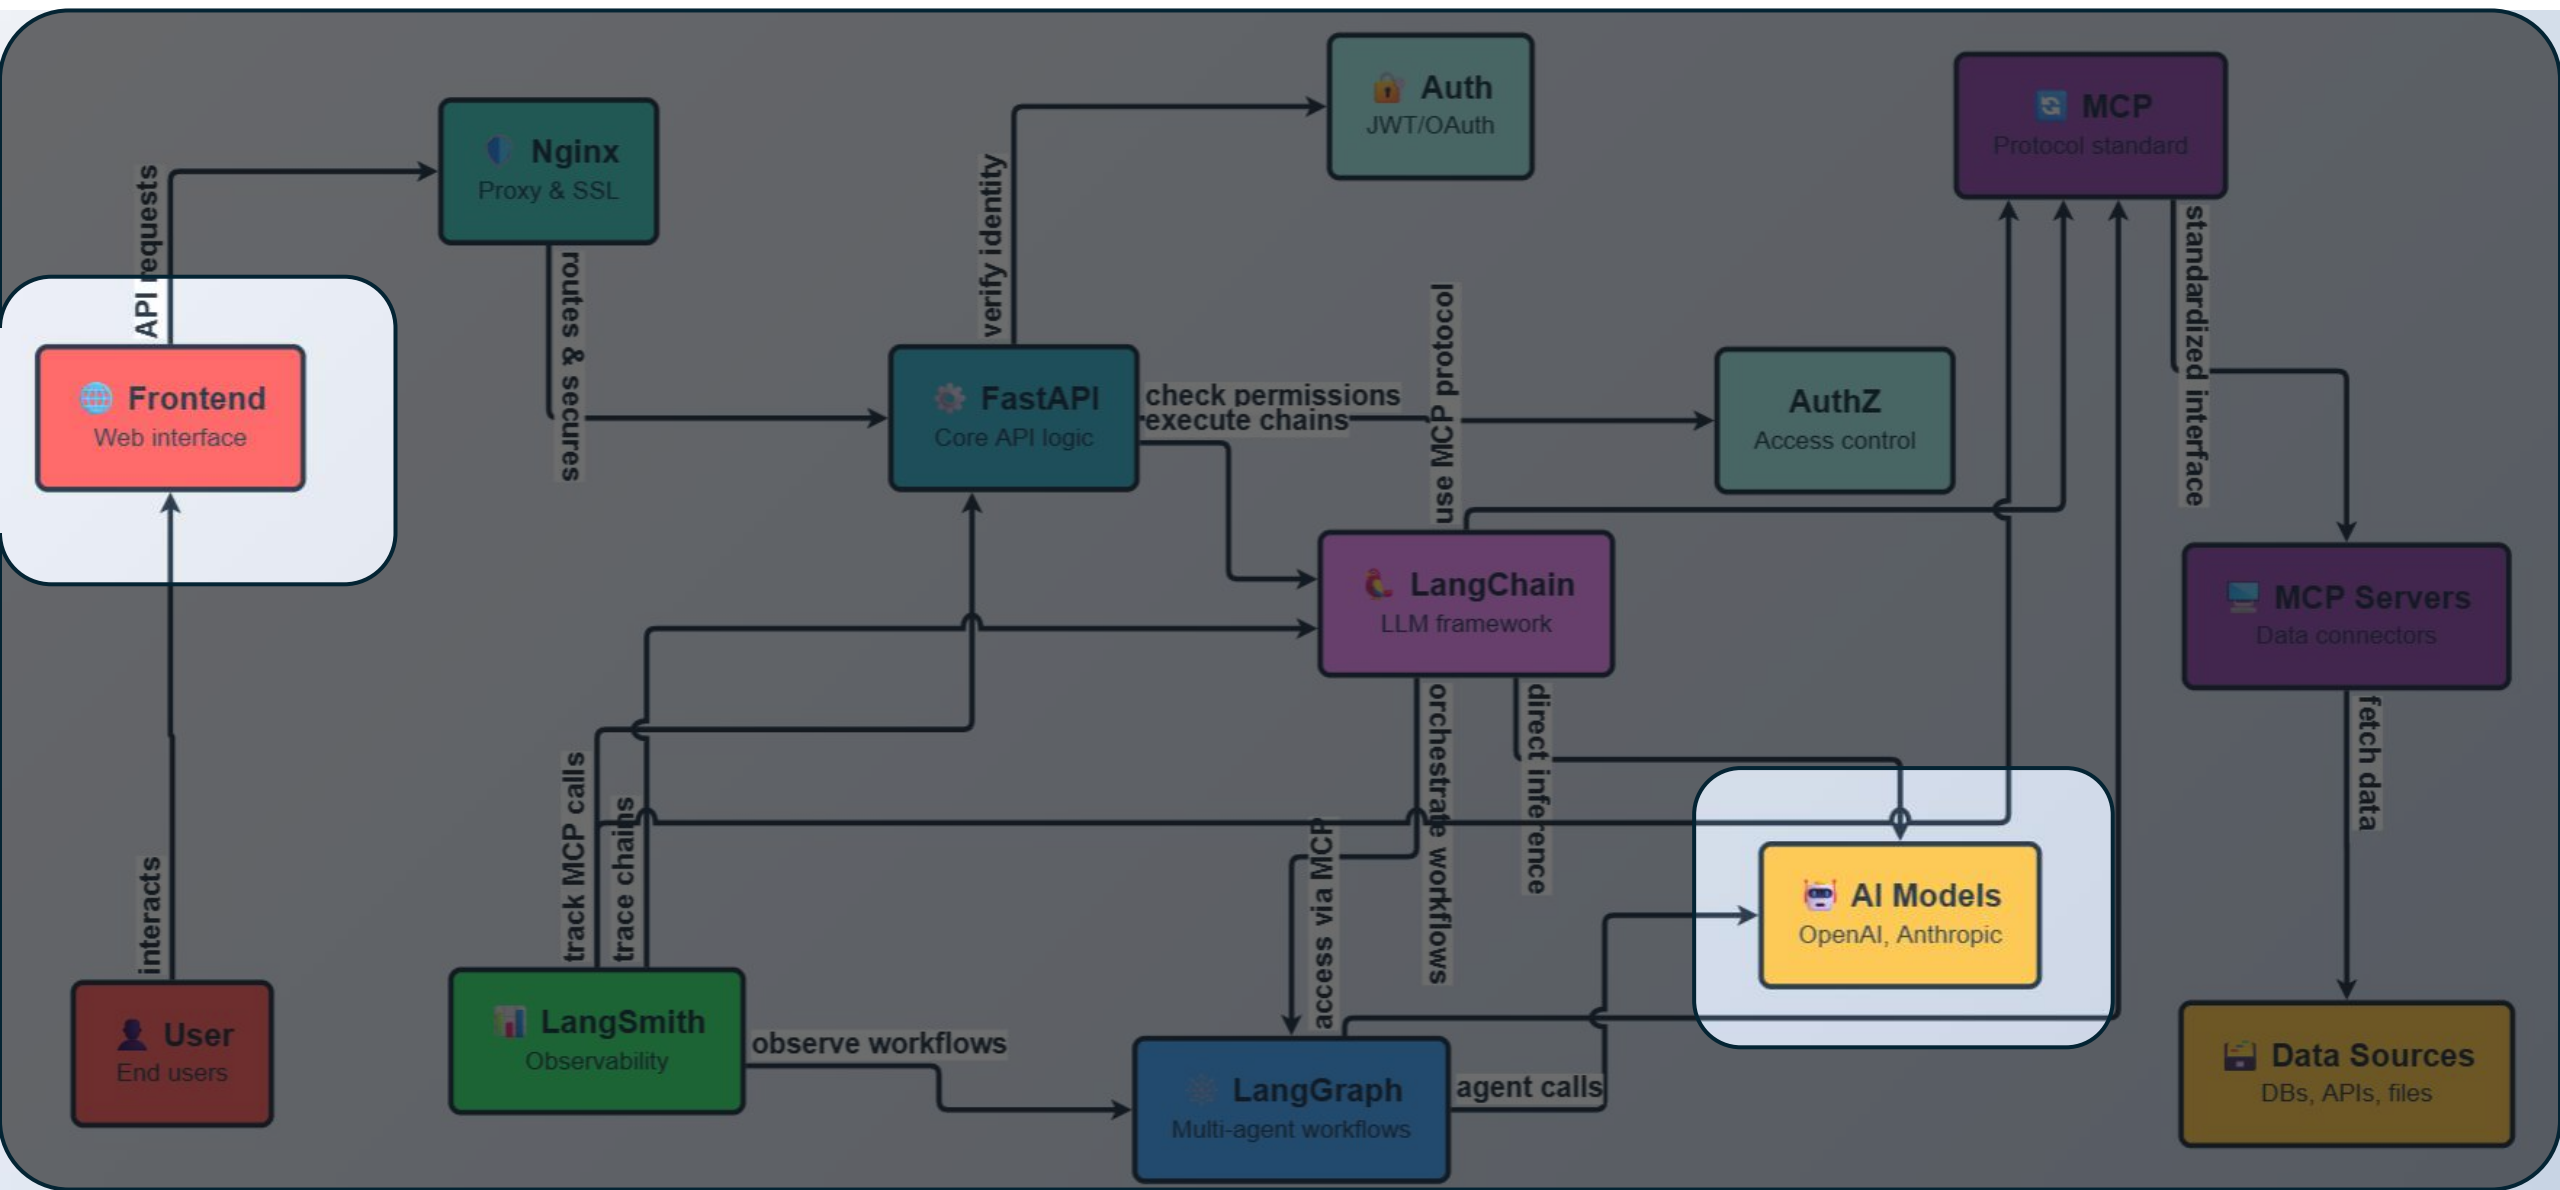 Auth
JWT/OAuth
MCP
Protocol standard
Nginx
Proxy & SSL
API requests
routes & secures
verify identity
use MCP protocol
standardized interface
Frontend
Web interface
FastAPI
Core API logic
check permissions
execute chains
AuthZ
Access control
LangChain
LLM framework
MCP Servers
Data connectors
track MCP calls
trace chains
orchestrate workflows
direct inference
fetch data
interacts
access via MCP
AI Models
OpenAI, Anthropic
User
End users
LangSmith
Observability
observe workflows
LangGraph
Multi-agent workflows
agent calls
Data Sources
DBs, APIs, files